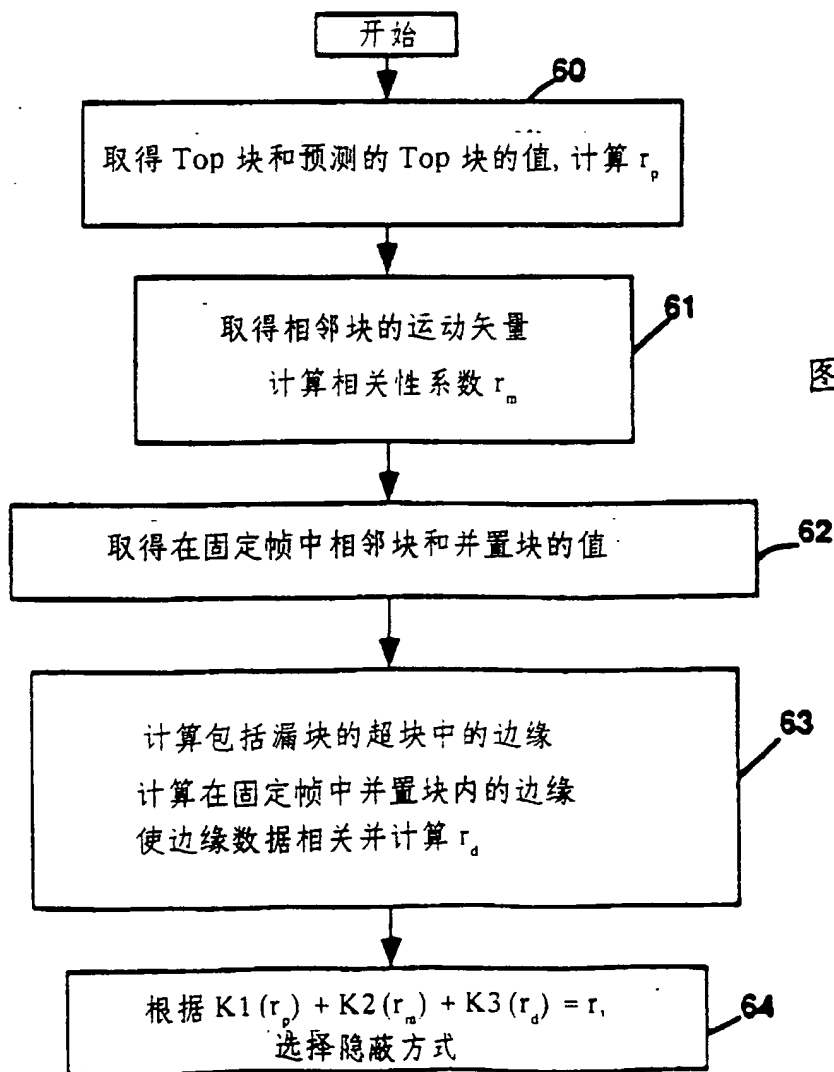 开始
60
取得 Top 块和预测的 Top 块的值, 计算 r_p
取得相邻块的运动矢量
计算相关性系数 r_m
61
图
取得在固定帧中相邻块和并置块的值
62
计算包括漏块的超块中的边缘
计算在固定帧中并置块内的边缘
使边缘数据相关并计算 r_d
63
根据 K1(r_p) + K2(r_m) + K3(r_d) = r,
选择隐蔽方式
64